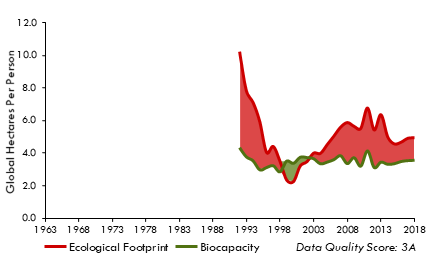 12.0
10.0
8.0
6.0
4.0
2.0
0.0
Global Hectares Per Person
1963 1968 1973 1978 1983 1988 1993 1998 2003 2008 2013 2018
Ecological Footprint Biocapacity Data Quality Score: 3A